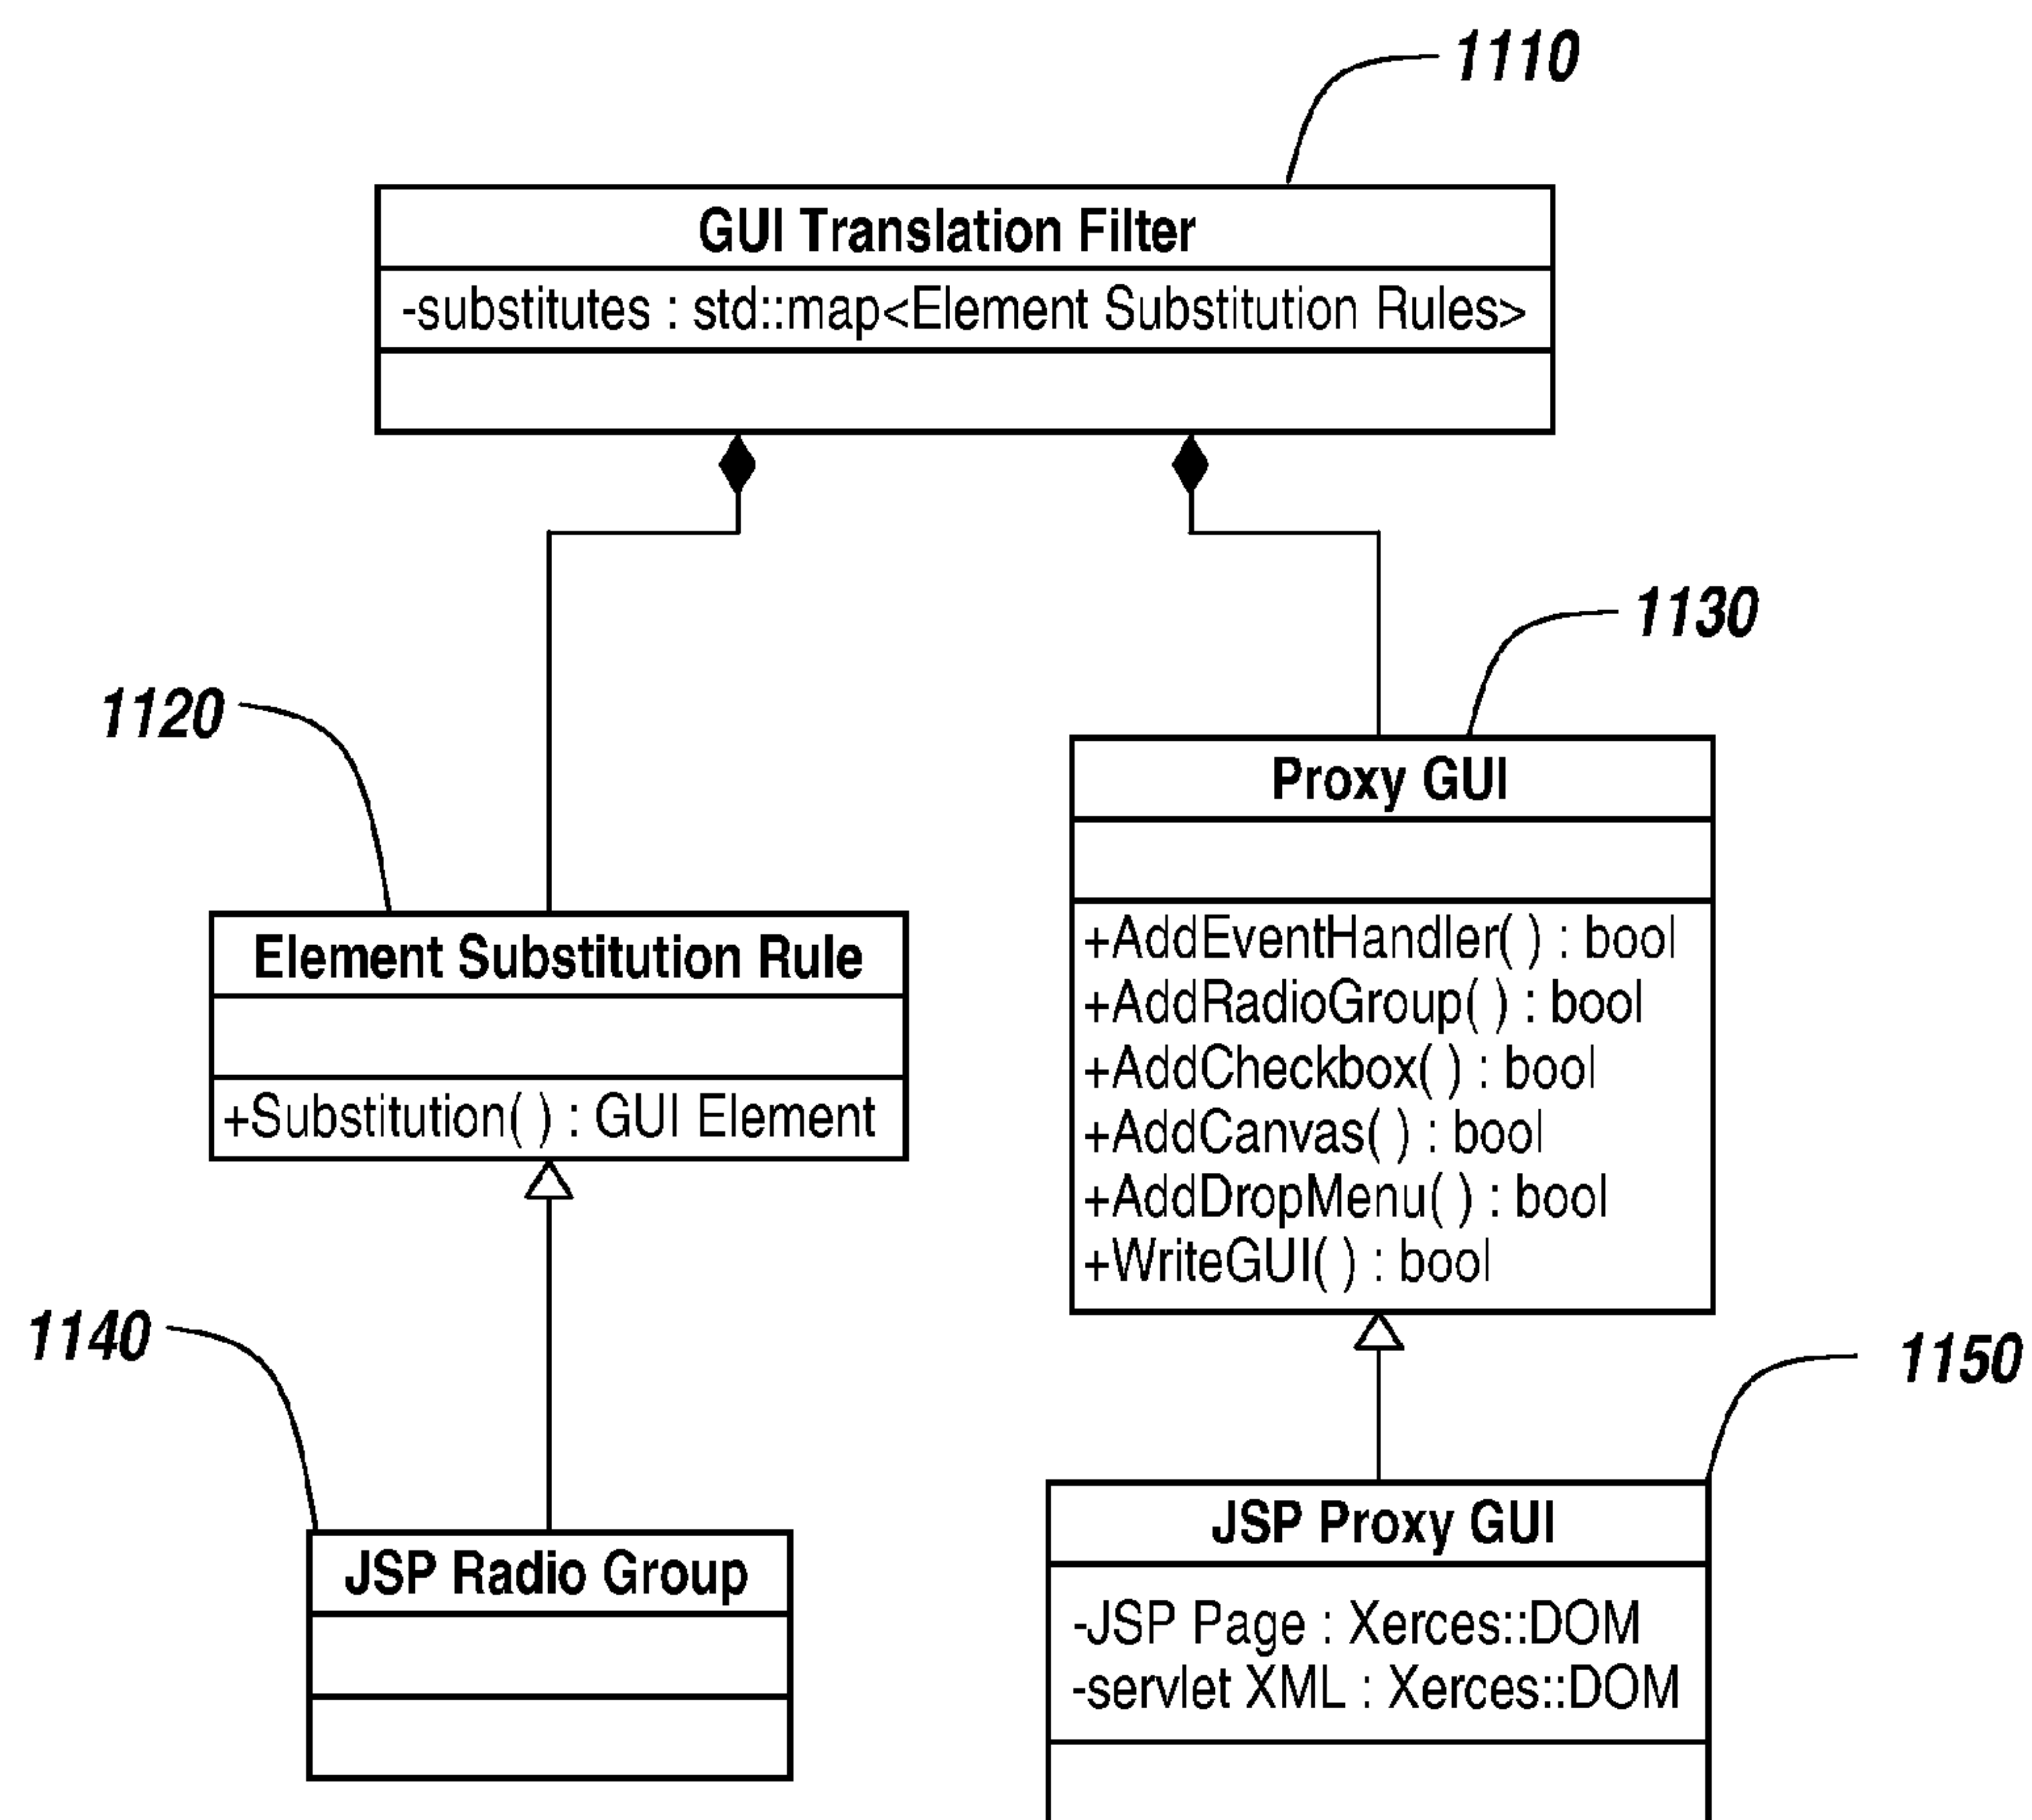 1110
GUI Translation Filter
-substitutes : std::map<Element Substitution Rules>
1130
1120
Proxy GUI
+AddEventHandler( ) : bool
+AddRadioGroup( ) : bool
+AddCheckbox( ) : bool
+AddCanvas( ) : bool
+AddDropMenu( ) : bool
+WriteGUI( ) : bool
Element Substitution Rule
+Substitution( ) : GUI Element
1140
1150
JSP Radio Group
JSP Proxy GUI
-JSP Page : Xerces::DOM
-servlet XML : Xerces::DOM